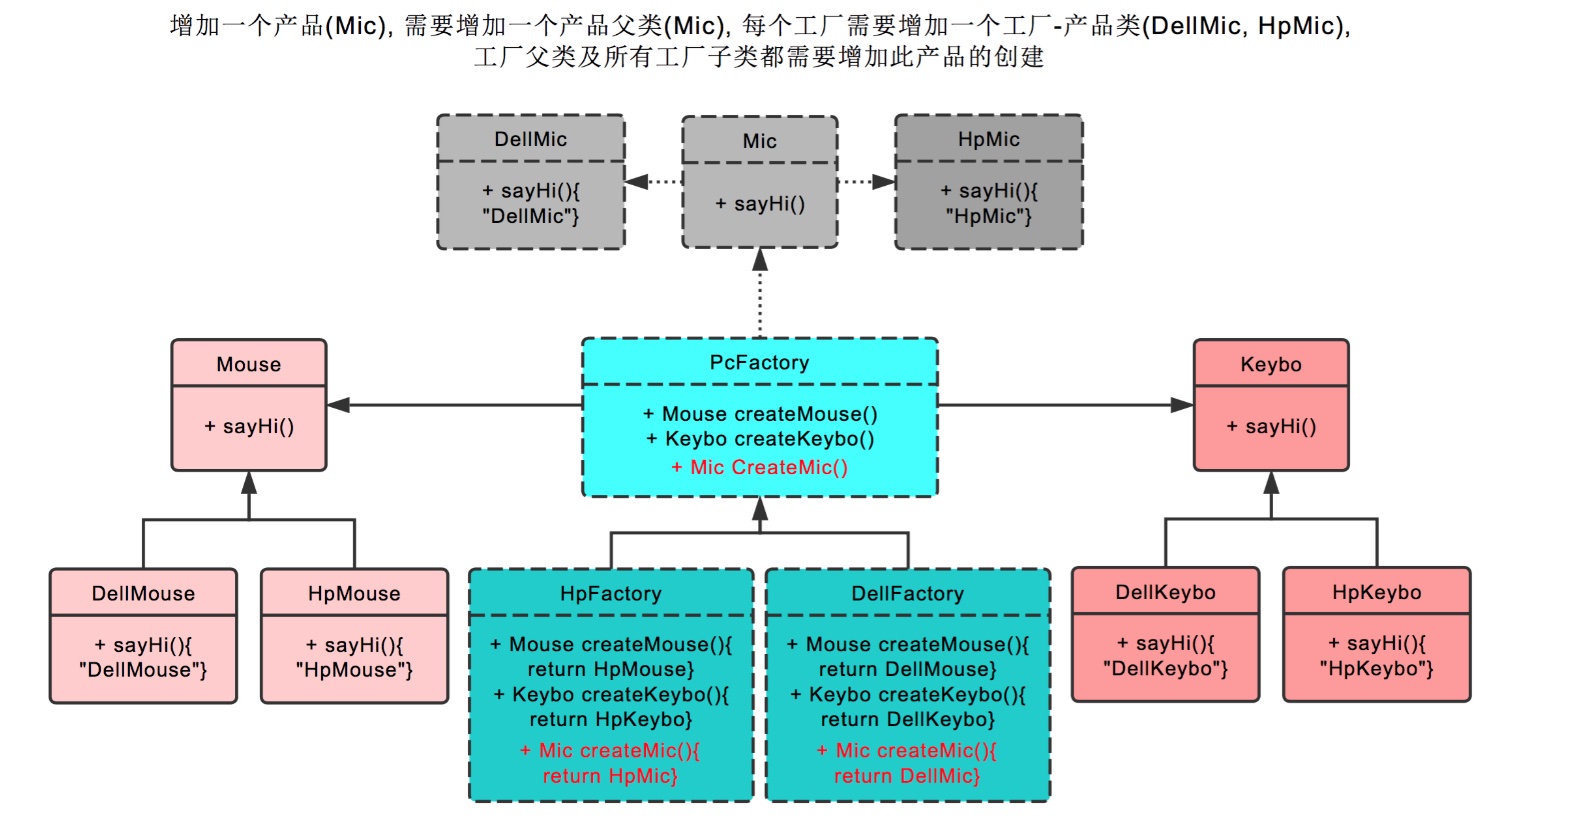 增加一个产品(Mic), 需要增加一个产品父类(Mic), 每个工厂需要增加一个工厂-产品类(DellMic, HpMic),
工厂父类及所有工厂子类都需要增加此产品的创建
DellMic
+ sayHi(){
"DellMic"}
Mic
+ sayHi()
HpMic
+ sayHi(){
"HpMic"}
Mouse
+ sayHi()
PcFactory
+ Mouse createMouse()
+ Keybo createKeybo()
+ Mic CreateMic()
Keybo
+ sayHi()
DellMouse
+ sayHi(){
"DellMouse"}
HpMouse
+ sayHi(){
"HpMouse"}
HpFactory
+ Mouse createMouse(){
return HpMouse}
+ Keybo createKeybo(){
return HpKeybo}
+ Mic createMic(){
return HpMic}
DellFactory
+ Mouse createMouse(){
return DellMouse}
+ Keybo createKeybo(){
return DellKeybo}
+ Mic createMic(){
return DellMic}
DellKeybo
+ sayHi(){
"DellKeybo"}
HpKeybo
+ sayHi(){
"HpKeybo"}